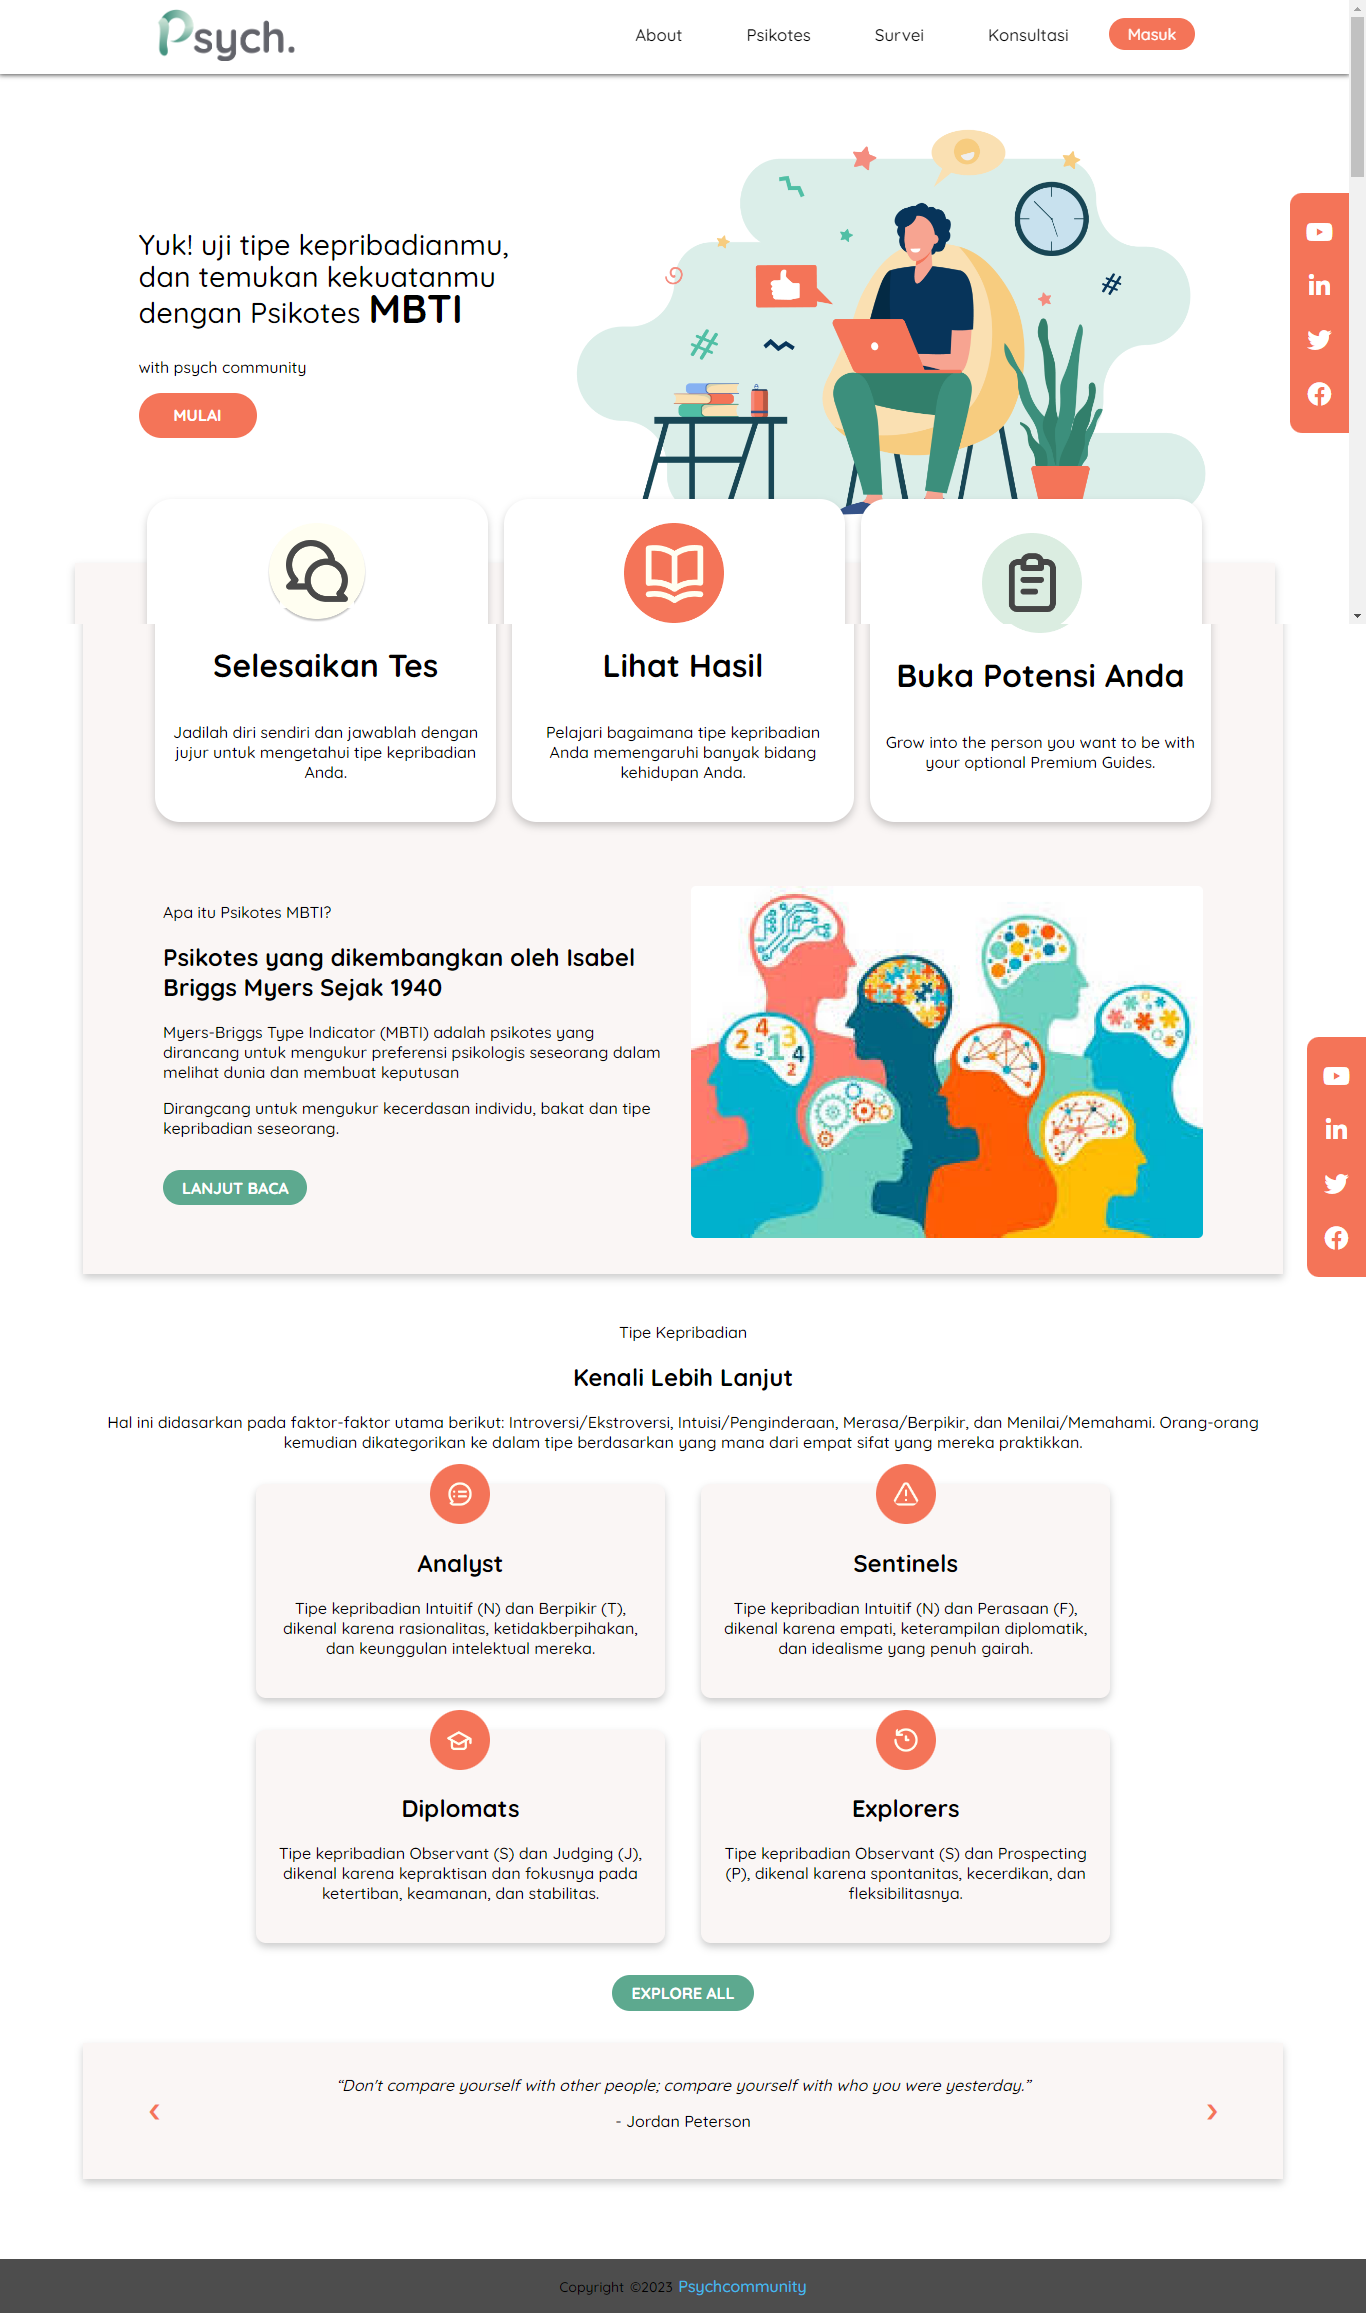 Psych.
About Psikotes Survei Konsultasi Masuk
Yuk! uji tipe kepribadianmu,
dan temukan kekuatanmu
dengan Psikotes MBTI
with psych community
MULAI
Selesaikan Tes
Jadilah diri sendiri dan jawablah dengan
jujur untuk mengetahui tipe kepribadian
Anda.
Lihat Hasil
Pelajari bagaimana tipe kepribadian
Anda memengaruhi banyak bidang
kehidupan Anda.
Buka Potensi Anda
Grow into the person you want to be with
your optional Premium Guides.
Apa itu Psikotes MBTI?
Psikotes yang dikembangkan oleh Isabel
Briggs Myers Sejak 1940
Myers-Briggs Type Indicator (MBTI) adalah psikotes yang
dirancang untuk mengukur preferensi psikologis seseorang dalam
melihat dunia dan membuat keputusan
Dirangcang untuk mengukur kecerdasan individu, bakat dan tipe
kepribadian seseorang.
LANJUT BACA
2 4 1 3
5 4
2
Tipe Kepribadian
Kenali Lebih Lanjut
Hal ini didasarkan pada faktor-faktor utama berikut: Introversi/Ekstroversi, Intuisi/Penginderaan, Merasa/Berpikir, dan Menilai/Memahami. Orang-orang
kemudian dikategorikan ke dalam tipe berdasarkan yang mana dari empat sifat yang mereka praktikkan.
Analyst
Tipe kepribadian Intuitif (N) dan Berpikir (T),
dikenal karena rasionalitas, ketidakberpihakan,
dan keunggulan intelektual mereka.
Sentinels
Tipe kepribadian Intuitif (N) dan Perasaan (F),
dikenal karena empati, keterampilan diplomatik,
dan idealisme yang penuh gairah.
Diplomats
Tipe kepribadian Observant (S) dan Judging (J),
dikenal karena kepraktisan dan fokusnya pada
ketertiban, keamanan, dan stabilitas.
Explorers
Tipe kepribadian Observant (S) dan Prospecting
(P), dikenal karena spontanitas, kecerdikan, dan
fleksibilitasnya.
EXPLORE ALL
“Don't compare yourself with other people; compare yourself with who you were yesterday.”
- Jordan Peterson
Copyright ©2023 Psychcommunity